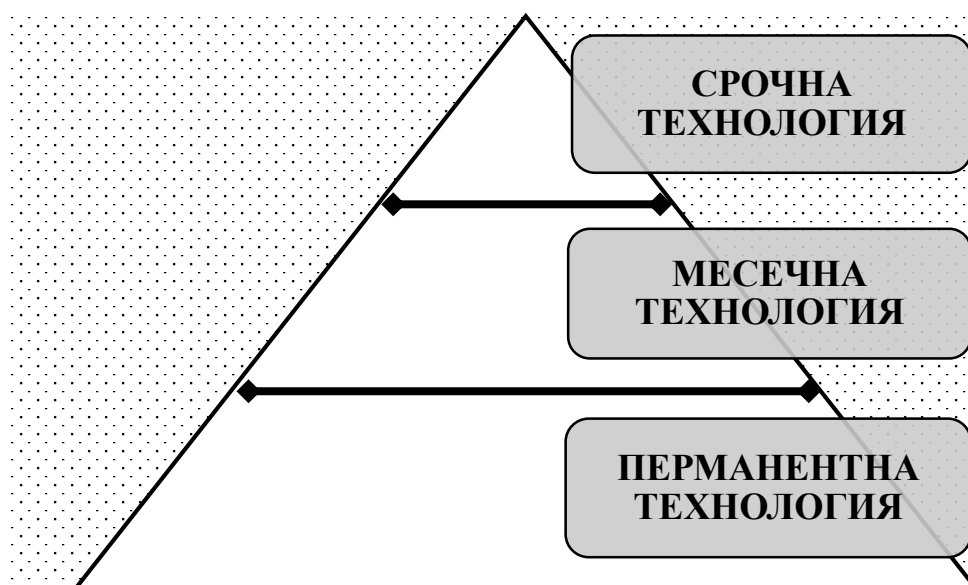 СРОЧНА
ТЕХНОЛОГИЯ
МЕСЕЧНА
ТЕХНОЛОГИЯ
ПЕРМАНЕНТНА
ТЕХНОЛОГИЯ